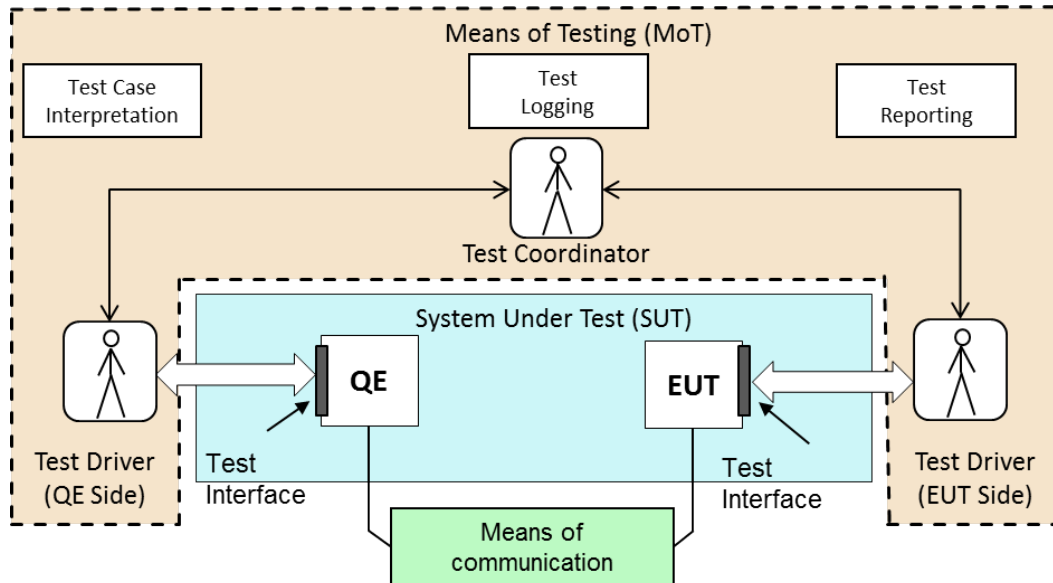 Means of Testing (MoT)
Test Case
Interpretation
Test
Logging
Test
Reporting
Test Coordinator
System Under Test (SUT)
QE
EUT
Test Driver
(QE Side)
Test
Interface
Test
Interface
Test Driver
(EUT Side)
Means of
communication